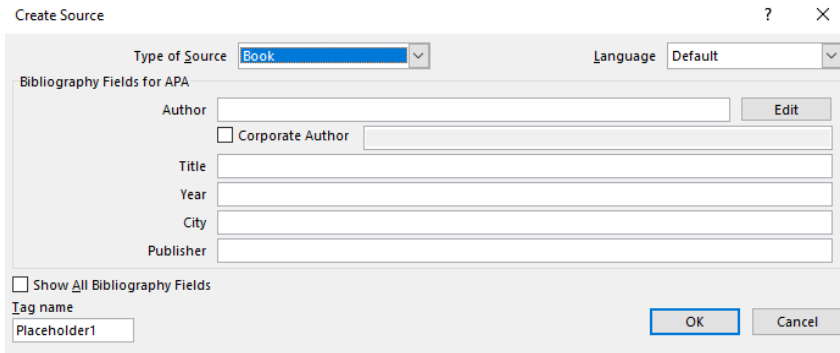 Create Source ?
Type of Source Book Language Default
Bibliography Fields for APA
Author Edit
Corporate Author
Title
Year
City
Publisher
Show All Bibliography Fields
Tag name
Placeholder1
OK Cancel